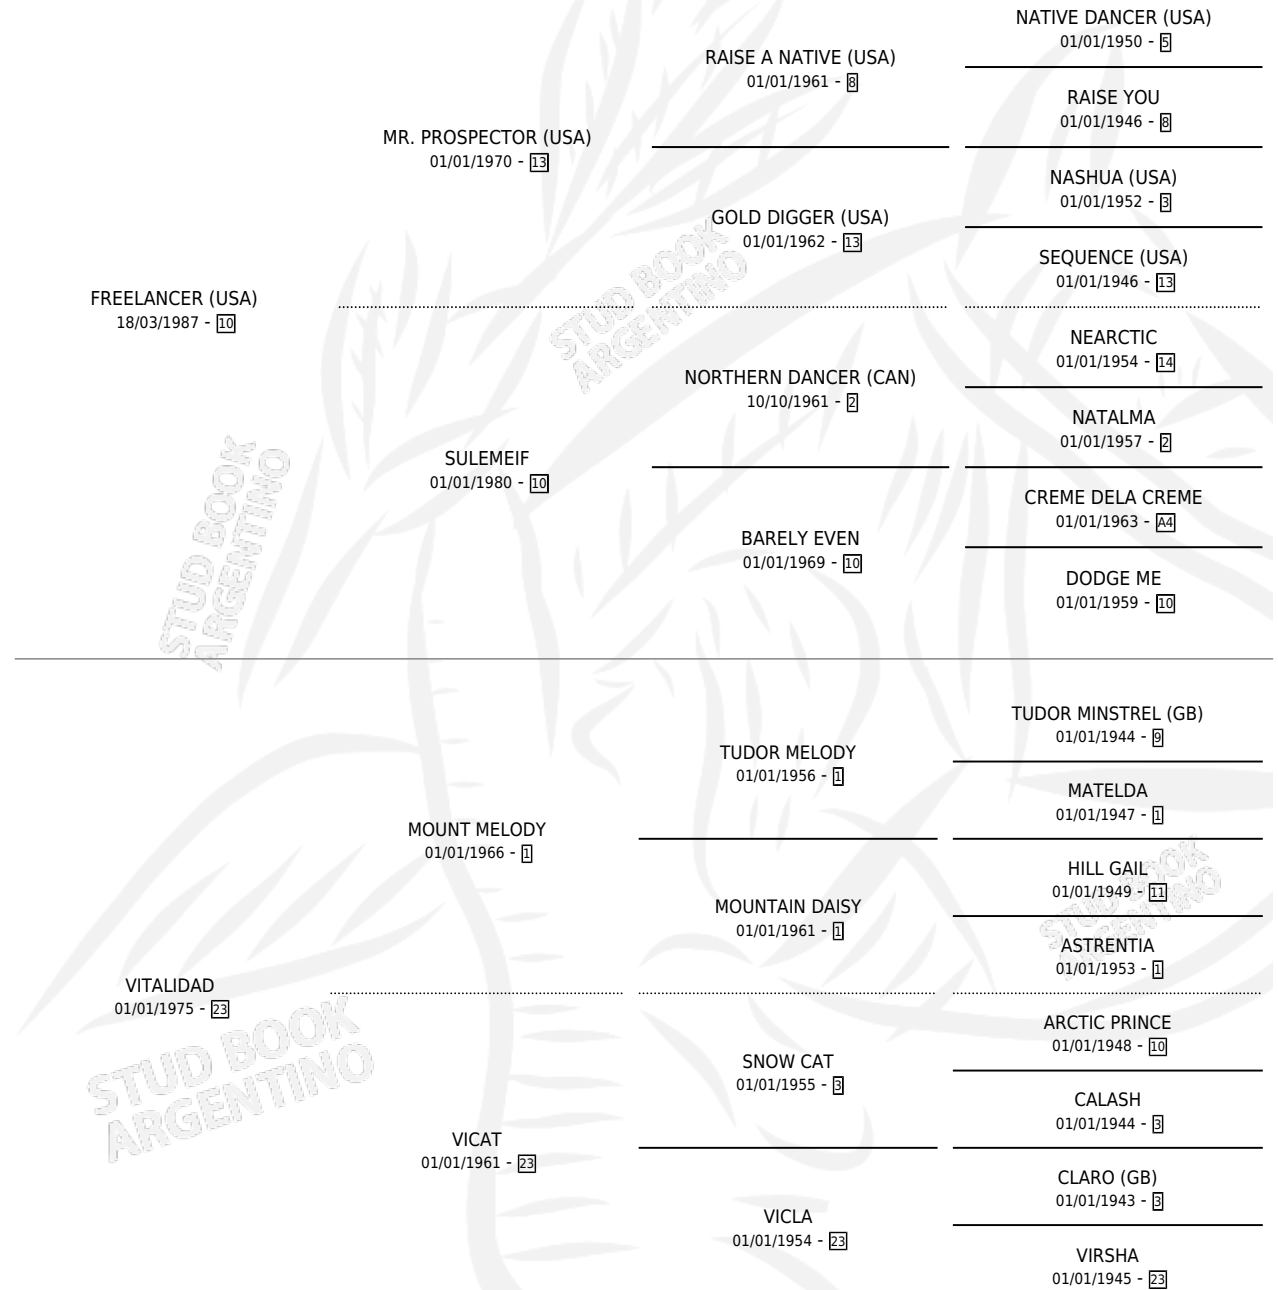 NATIVE DANCER (USA)
01/01/1950 - 5
RAISE A NATIVE (USA)
01/01/1961 - 8
RAISE YOU
01/01/1946 - 8
MR. PROSPECTOR (USA)
01/01/1970 - 13
NASHUA (USA)
01/01/1952 - 3
GOLD DIGGER (USA)
01/01/1962 - 13
SEQUENCE (USA)
01/01/1946 - 13
FREELANCER (USA)
18/03/1987 - 10
STUD BOOK
ARGENTINO
NEARCTIC
01/01/1954 - 14
NORTHERN DANCER (CAN)
10/10/1961 - 2
NATALMA
01/01/1957 - 2
SULEMEIF
01/01/1980 - 10
CREME DELA CREME
01/01/1963 - A4
BARELY EVEN
01/01/1969 - 10
DODGE ME
01/01/1959 - 10
STUD BOOK
ARGENTINO
TUDOR MINSTREL (GB)
01/01/1944 - 9
TUDOR MELODY
01/01/1956 - 1
MATELDA
01/01/1947 - 1
MOUNT MELODY
01/01/1966 - 1
HILL GAIL
01/01/1949 - 11
MOUNTAIN DAISY
01/01/1961 - 1
ASTRENTIA
01/01/1953 - 1
STUD BOOK
ARGENTINO
VITALIDAD
01/01/1975 - 23
ARCTIC PRINCE
01/01/1948 - 10
SNOW CAT
01/01/1955 - 3
CALASH
01/01/1944 - 3
STUD BOOK
ARGENTINO
VICAT
01/01/1961 - 23
CLARO (GB)
01/01/1943 - 3
VICLA
01/01/1954 - 23
VIRSHA
01/01/1945 - 23